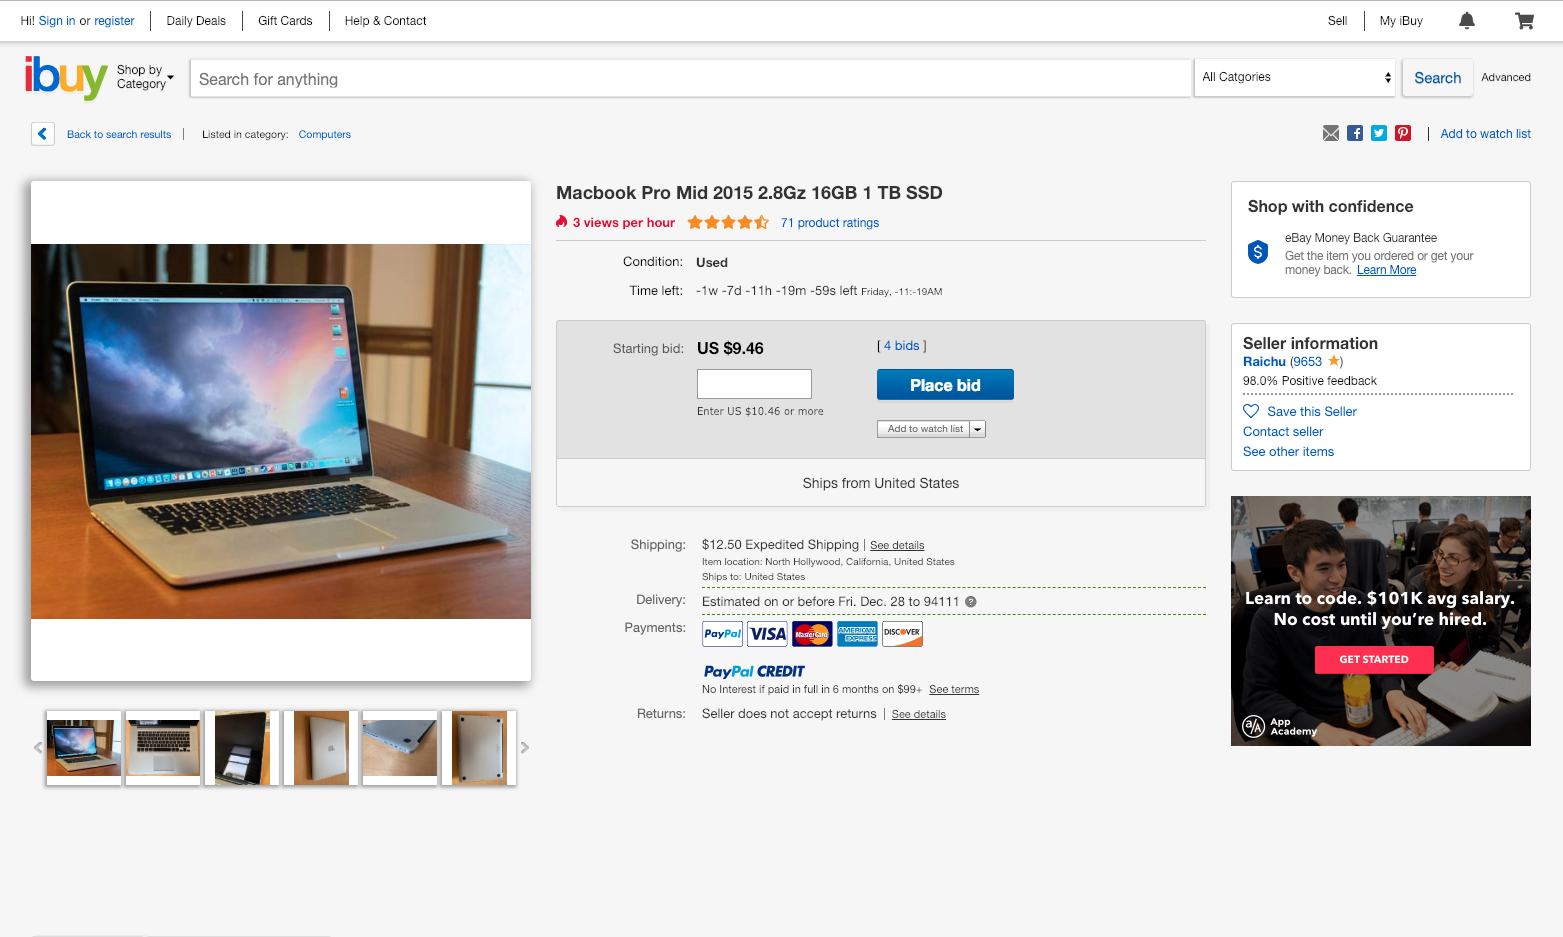 Hi! Sign in or register
Daily Deals
Gift Cards
Help & Contact
Sell
My iBuy
ibuy
Shop by
Category
Search for anything
All Catgories
Search
Advanced
Back to search results
Listed in category: Computers
Add to watch list
Macbook Pro Mid 2015 2.8Gz 16GB 1 TB SSD
3 views per hour
71 product ratings
Condition: Used
Time left: -1w -7d -11h -19m -59s left Friday, -11:-19AM
Starting bid: US $9.46
[ 4 bids ]
Place bid
Enter US $10.46 or more
Add to watch list
Ships from United States
Shipping: $12.50 Expedited Shipping | See details
Item location: North Hollywood, California, United States
Ships to: United States
Delivery: Estimated on or before Fri. Dec. 28 to 94111 ?
Payments: PayPal VISA MasterCard AMERICAN EXPRESS DISCOVER
PayPal CREDIT
No Interest if paid in full in 6 months on $99+ See terms
Returns: Seller does not accept returns | See details
Shop with confidence
$
eBay Money Back Guarantee
Get the item you ordered or get your
money back. Learn More
Seller information
Raichu (9653 ★)
98.0% Positive feedback
Save this Seller
Contact seller
See other items
Learn to code. $101K avg salary.
No cost until you're hired.
GET STARTED
a/A App
Academy